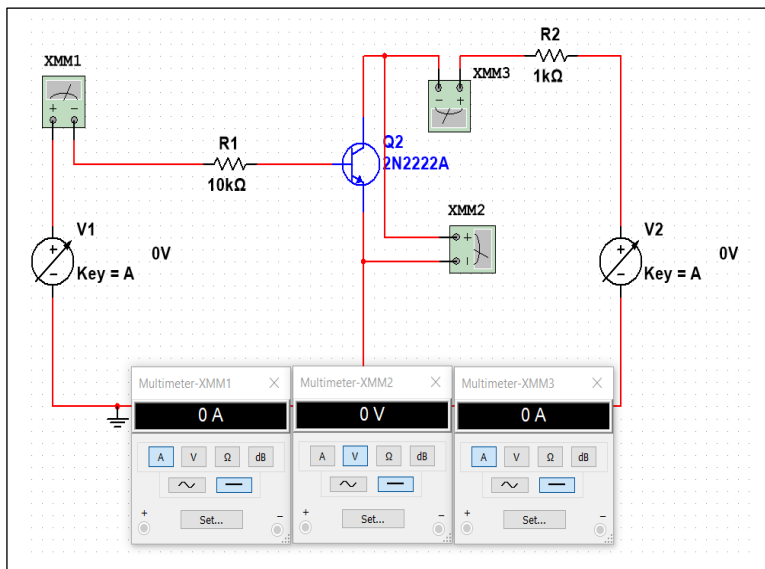 XMM1
+ -
R1
10kΩ
Q2
2N2222A
XMM3
- +
R2
1kΩ
XMM2
+
-
V1
+
-
0V
Key = A
V2
+
-
0V
Key = A
Multimeter-XMM1 ×
0 A
A V Ω dB
Set...
+ -
Multimeter-XMM2 ×
0 V
A V Ω dB
Set...
+ -
Multimeter-XMM3 ×
0 A
A V Ω dB
Set...
+ -